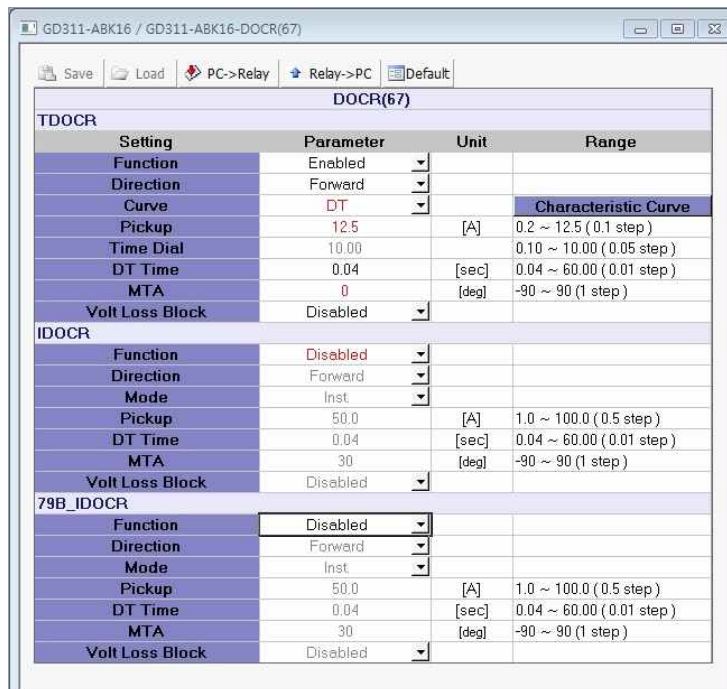 GD311-ABK16 / GD311-ABK16-DOCR(67)
Save Load PC->Relay Relay->PC Default
DOCR(67)
TDOCR
Setting Parameter Unit Range
Function Enabled
Direction Forward
Curve DT Characteristic Curve
Pickup 12.5 [A] 0.2 ~ 12.5 ( 0.1 step )
Time Dial 10.00 0.10 ~ 10.00 ( 0.05 step )
DT Time 0.04 [sec] 0.04 ~ 60.00 ( 0.01 step )
MTA 0 [deg] -90 ~ 90 (1 step )
Volt Loss Block Disabled
IDOCR
Function Disabled
Direction Forward
Mode Inst.
Pickup 50.0 [A] 1.0 ~ 100.0 ( 0.5 step )
DT Time 0.04 [sec] 0.04 ~ 60.00 ( 0.01 step )
MTA 30 [deg] -90 ~ 90 (1 step )
Volt Loss Block Disabled
79B_IDOCR
Function Disabled
Direction Forward
Mode Inst.
Pickup 50.0 [A] 1.0 ~ 100.0 ( 0.5 step )
DT Time 0.04 [sec] 0.04 ~ 60.00 ( 0.01 step )
MTA 30 [deg] -90 ~ 90 (1 step )
Volt Loss Block Disabled